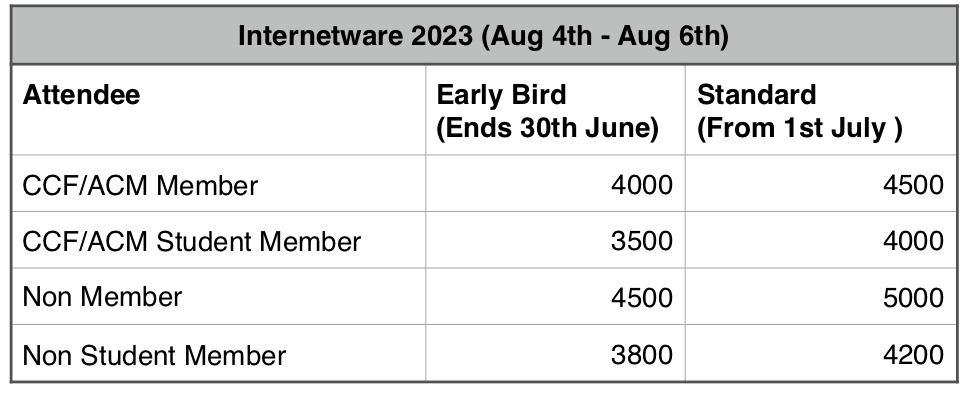 Internetware 2023 (Aug 4th - Aug 6th)
Attendee Early Bird Standard
(Ends 30th June) (From 1st July )
CCF/ACM Member 4000 4500
CCF/ACM Student Member 3500 4000
Non Member 4500 5000
Non Student Member 3800 4200